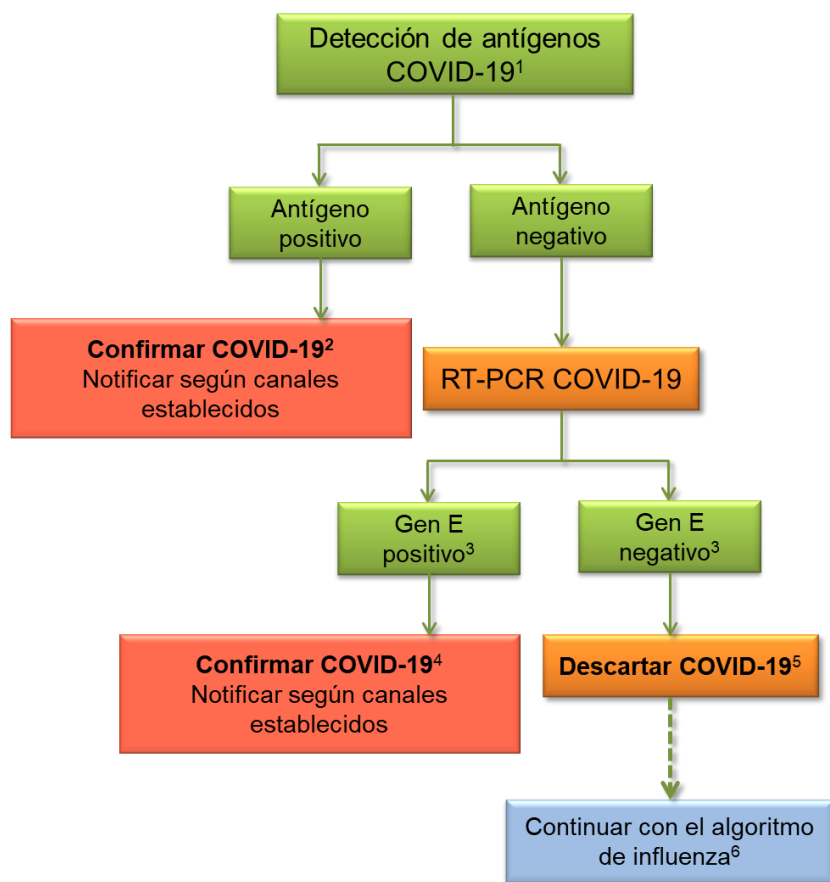 Detección de antígenos
COVID-19¹
Antígeno
positivo
Antígeno
negativo
Confirmar COVID-19²
Notificar según canales
establecidos
RT-PCR COVID-19
Gen E
positivo³
Gen E
negativo³
Confirmar COVID-19⁴
Notificar según canales
establecidos
Descartar COVID-19⁵
Continuar con el algoritmo
de influenza⁶